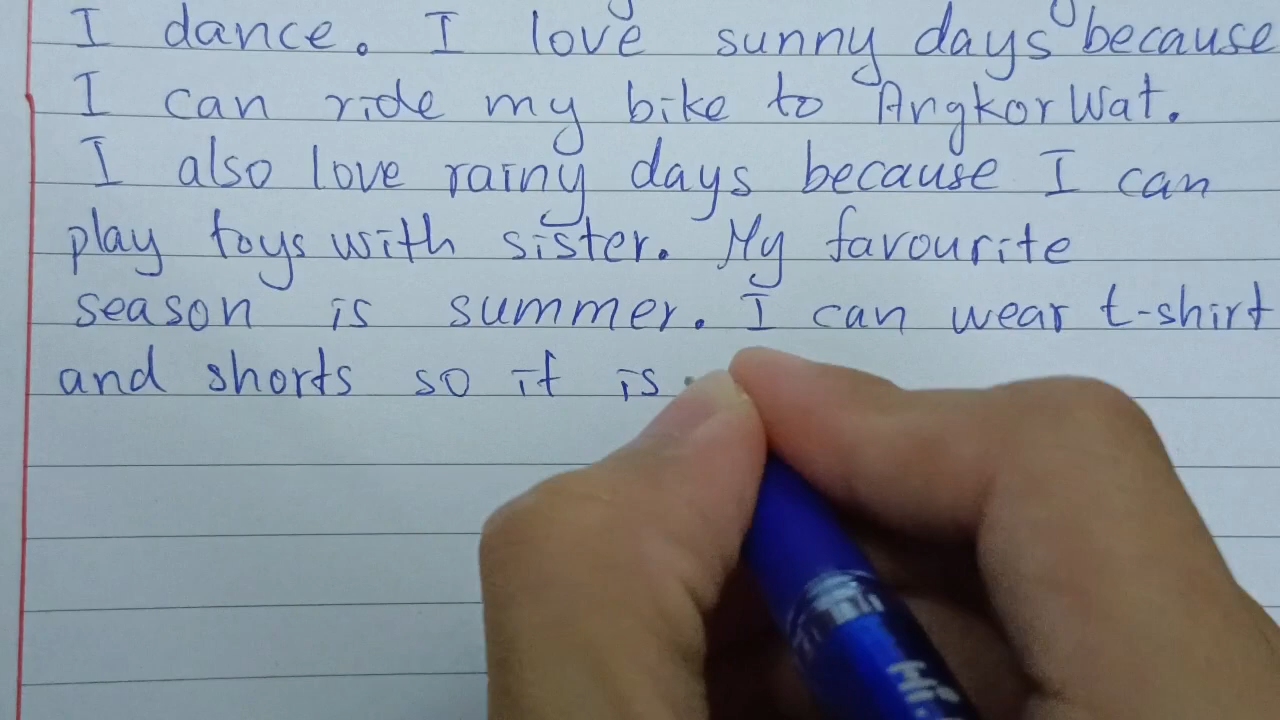 I dance. I love sunny days because
I can ride my bike to Angkor Wat.
I also love rainy days because I can
play toys with sister. My favourite
season is summer. I can wear t-shirt
and shorts so it is
Hi.